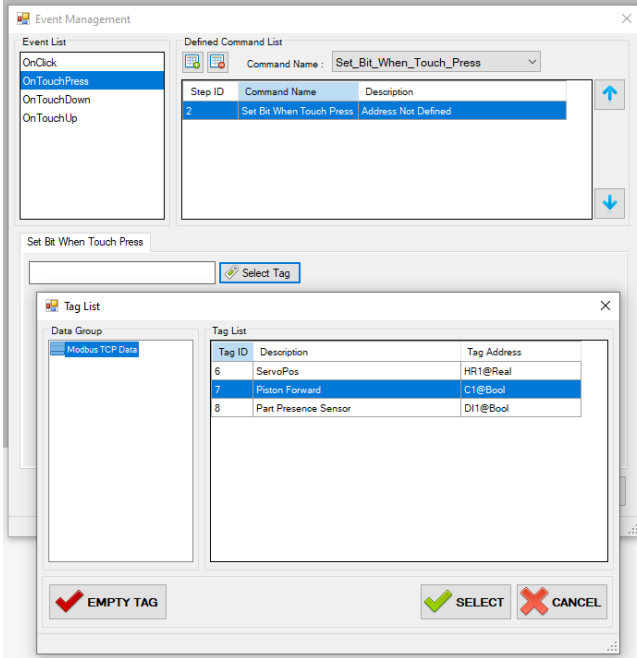 Event Management
Event List
OnClick
OnTouchPress
OnTouchDown
OnTouchUp
Defined Command List
Command Name : Set_Bit_When_Touch_Press
Step ID Command Name Description
2 Set Bit When Touch Press Address Not Defined
Set Bit When Touch Press
Select Tag
Tag List
Data Group
Modbus TCP Data
Tag List
Tag ID Description Tag Address
6 ServoPos HR1@Real
7 Piston Forward C1@Bool
8 Part Presence Sensor DI1@Bool
EMPTY TAG
SELECT
CANCEL